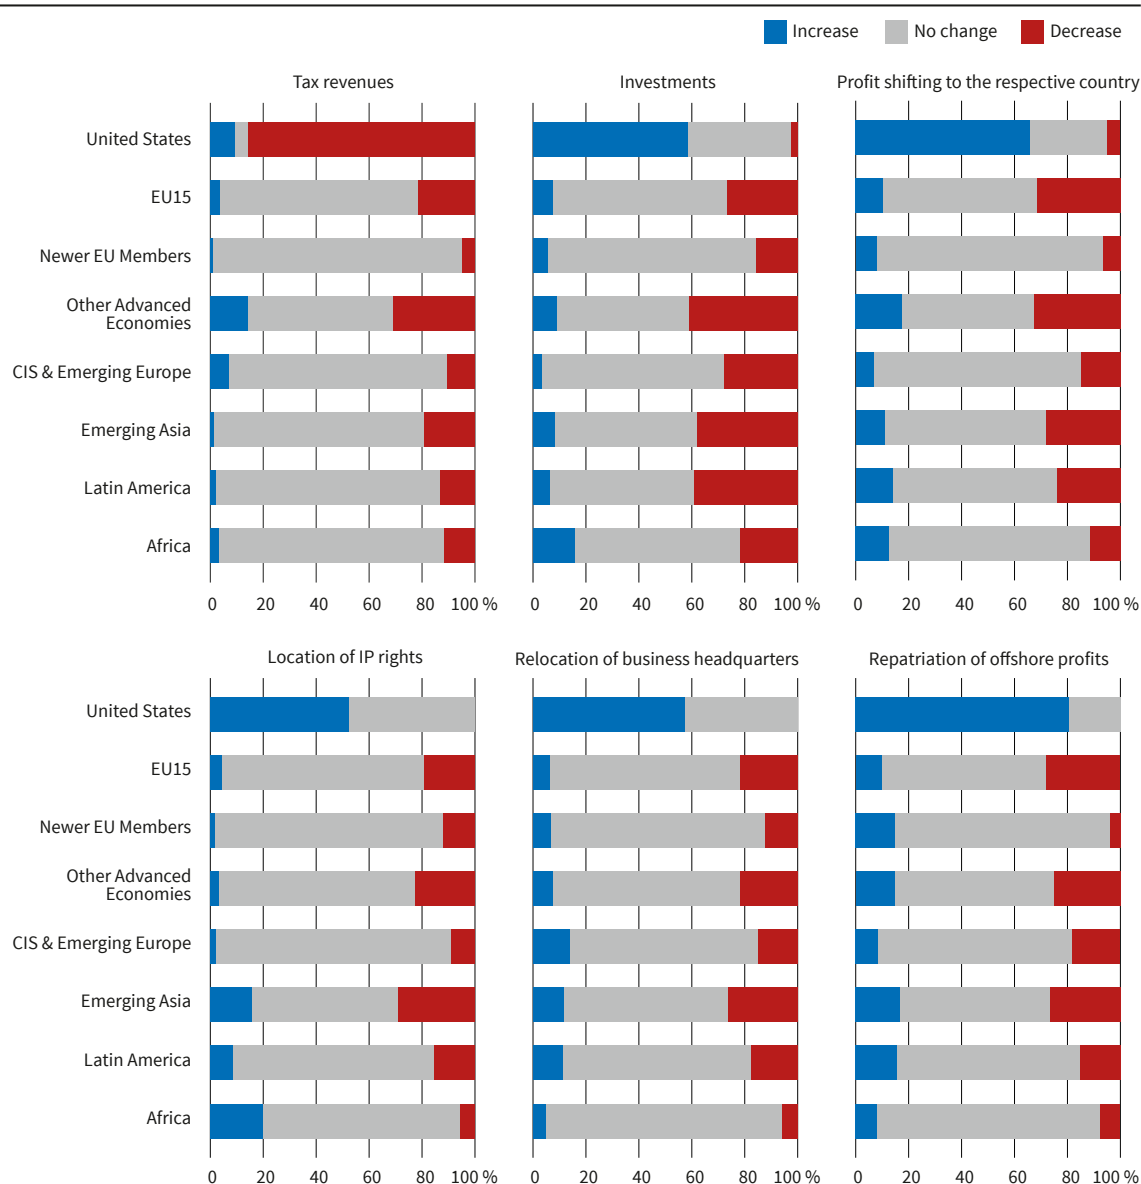 Increase No change Decrease
Tax revenues Investments Profit shifting to the respective country
United States
EU15
Newer EU Members
Other Advanced
Economies
CIS & Emerging Europe
Emerging Asia
Latin America
Africa
0 20 40 60 80 100 % 0 20 40 60 80 100 % 0 20 40 60 80 100 %
Location of IP rights Relocation of business headquarters Repatriation of offshore profits
United States
EU15
Newer EU Members
Other Advanced
Economies
CIS & Emerging Europe
Emerging Asia
Latin America
Africa
0 20 40 60 80 100 % 0 20 40 60 80 100 % 0 20 40 60 80 100 %